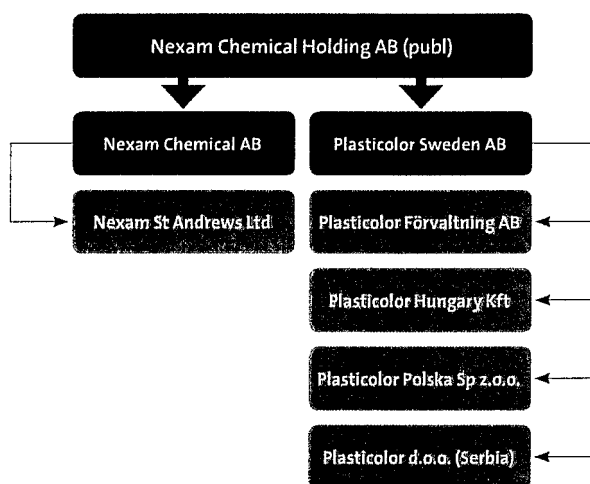 Nexam Chemical Holding AB (publ)
Nexam Chemical AB
Plasticolor Sweden AB
Nexam St Andrews Ltd
Plasticolor Förvaltning AB
Plasticolor Hungary Kft
Plasticolor Polska Sp z.o.o.
Plasticolor d.o.o. (Serbia)